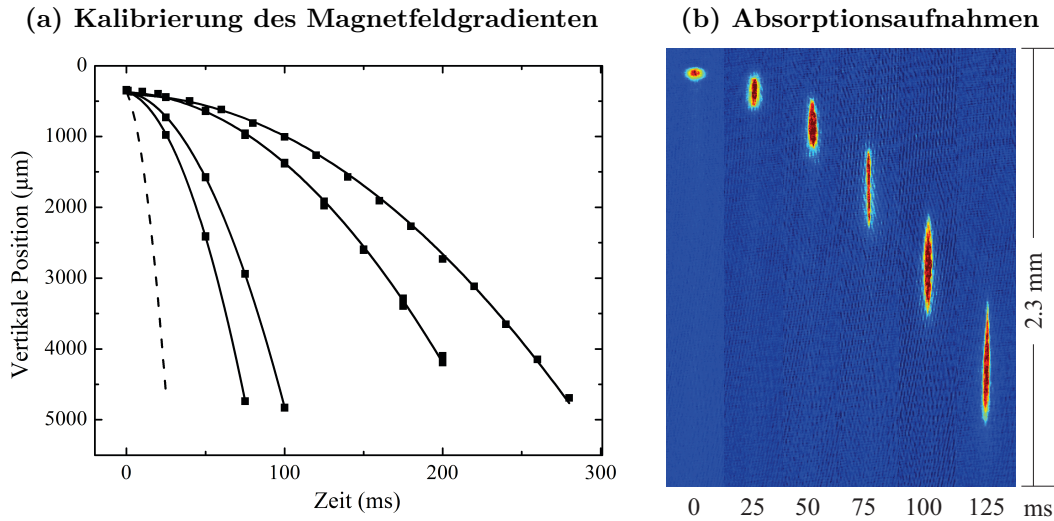 (a) Kalibrierung des Magnetfeldgradienten
0
1000
2000
3000
4000
5000
Vertikale Position (µm)
0 100 200 300
Zeit (ms)
(b) Absorptionsaufnahmen
2.3 mm
0 25 50 75 100 125 ms